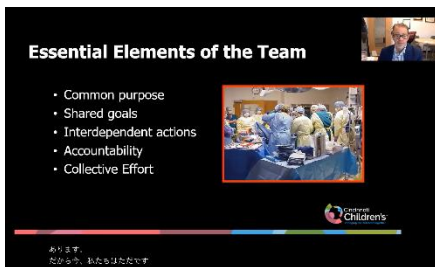 Essential Elements of the Team
• Common purpose
• Shared goals
• Interdependent actions
• Accountability
• Collective Effort
Cincinnati
Children's
あります。
だから今、私たちはただです